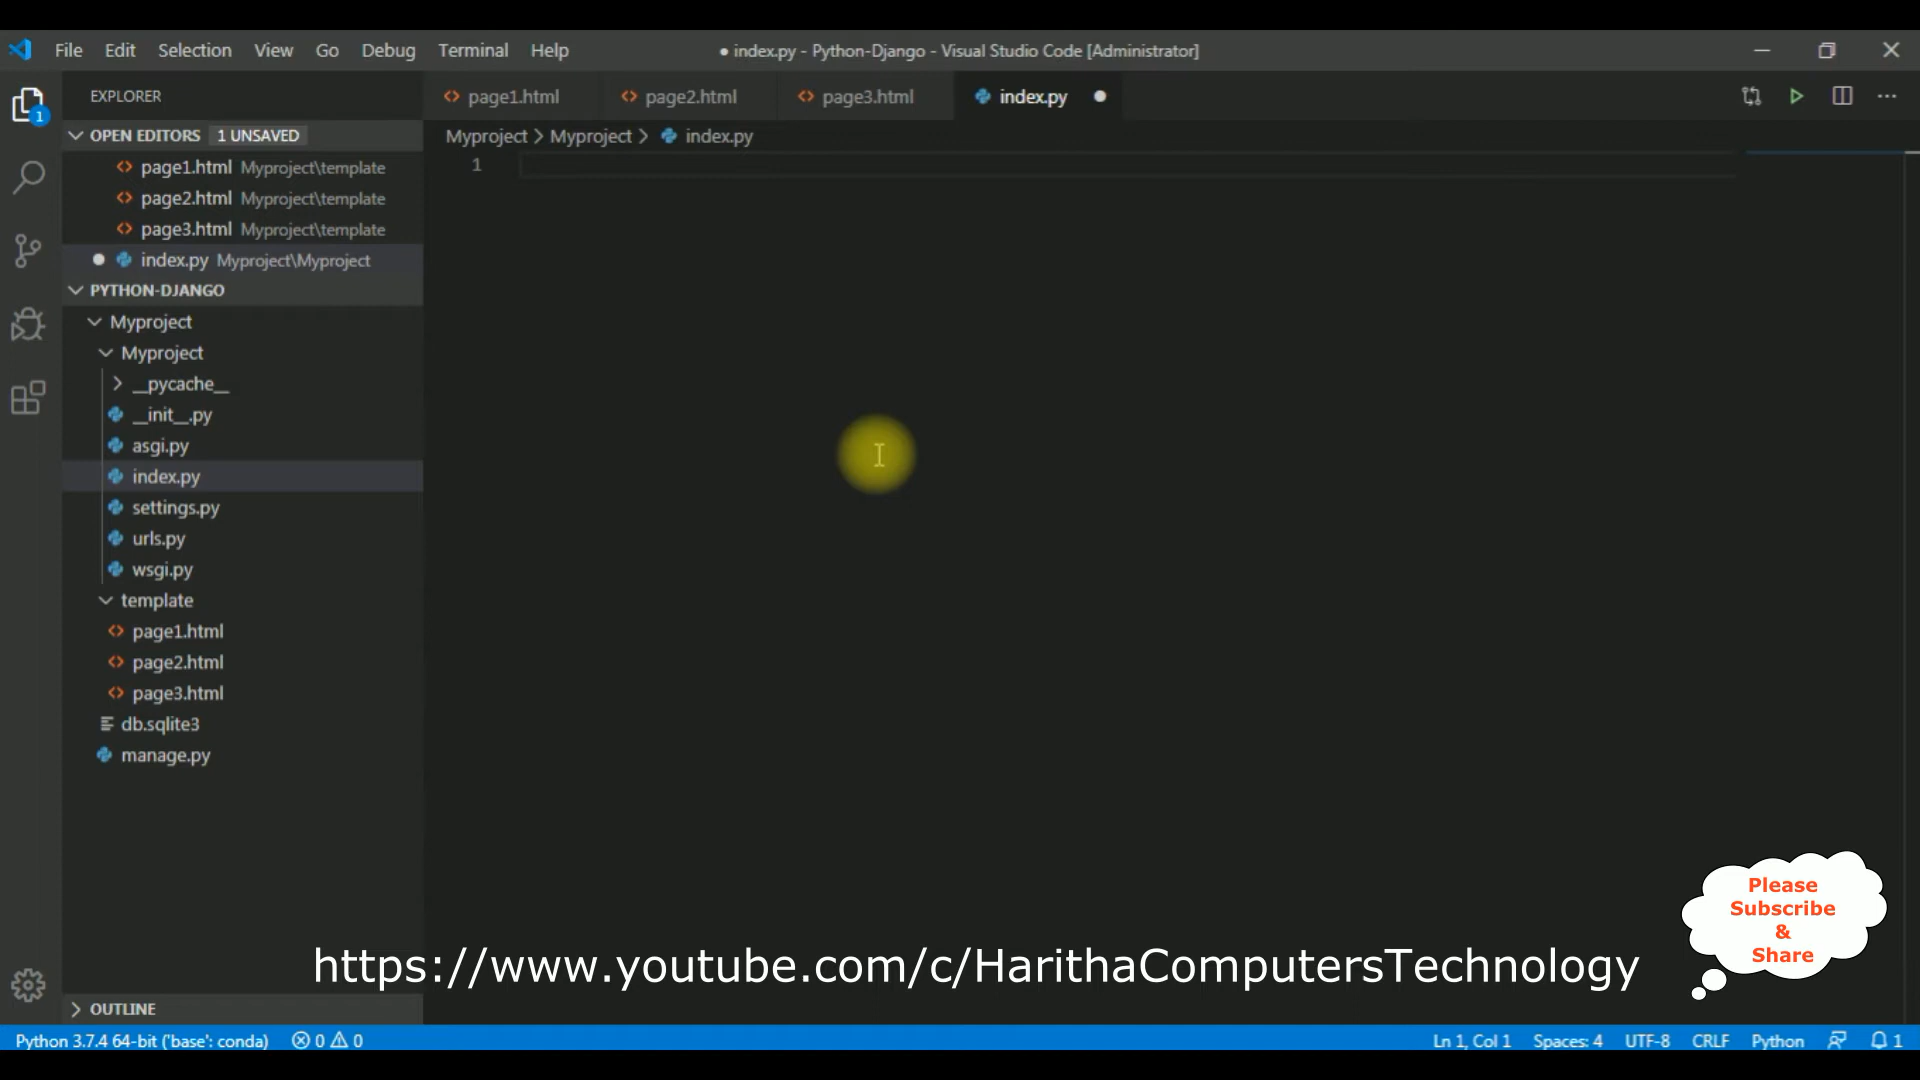 File Edit Selection View Go Debug Terminal Help
● index.py - Python-Django - Visual Studio Code [Administrator]
EXPLORER
page1.html page2.html page3.html index.py
OPEN EDITORS 1 UNSAVED
Myproject > Myproject > index.py
1
page1.html Myproject\template
page2.html Myproject\template
page3.html Myproject\template
index.py Myproject\Myproject
PYTHON-DJANGO
Myproject
Myproject
__pycache__
__init__.py
asgi.py
index.py
settings.py
urls.py
wsgi.py
template
page1.html
page2.html
page3.html
db.sqlite3
manage.py
Please
Subscribe
&
Share
https://www.youtube.com/c/HarithaComputersTechnology
OUTLINE
1
Python 3.7.4 64-bit ('base': conda) 0 0 Ln 1, Col 1 Spaces: 4 UTF-8 CRLF Python 1